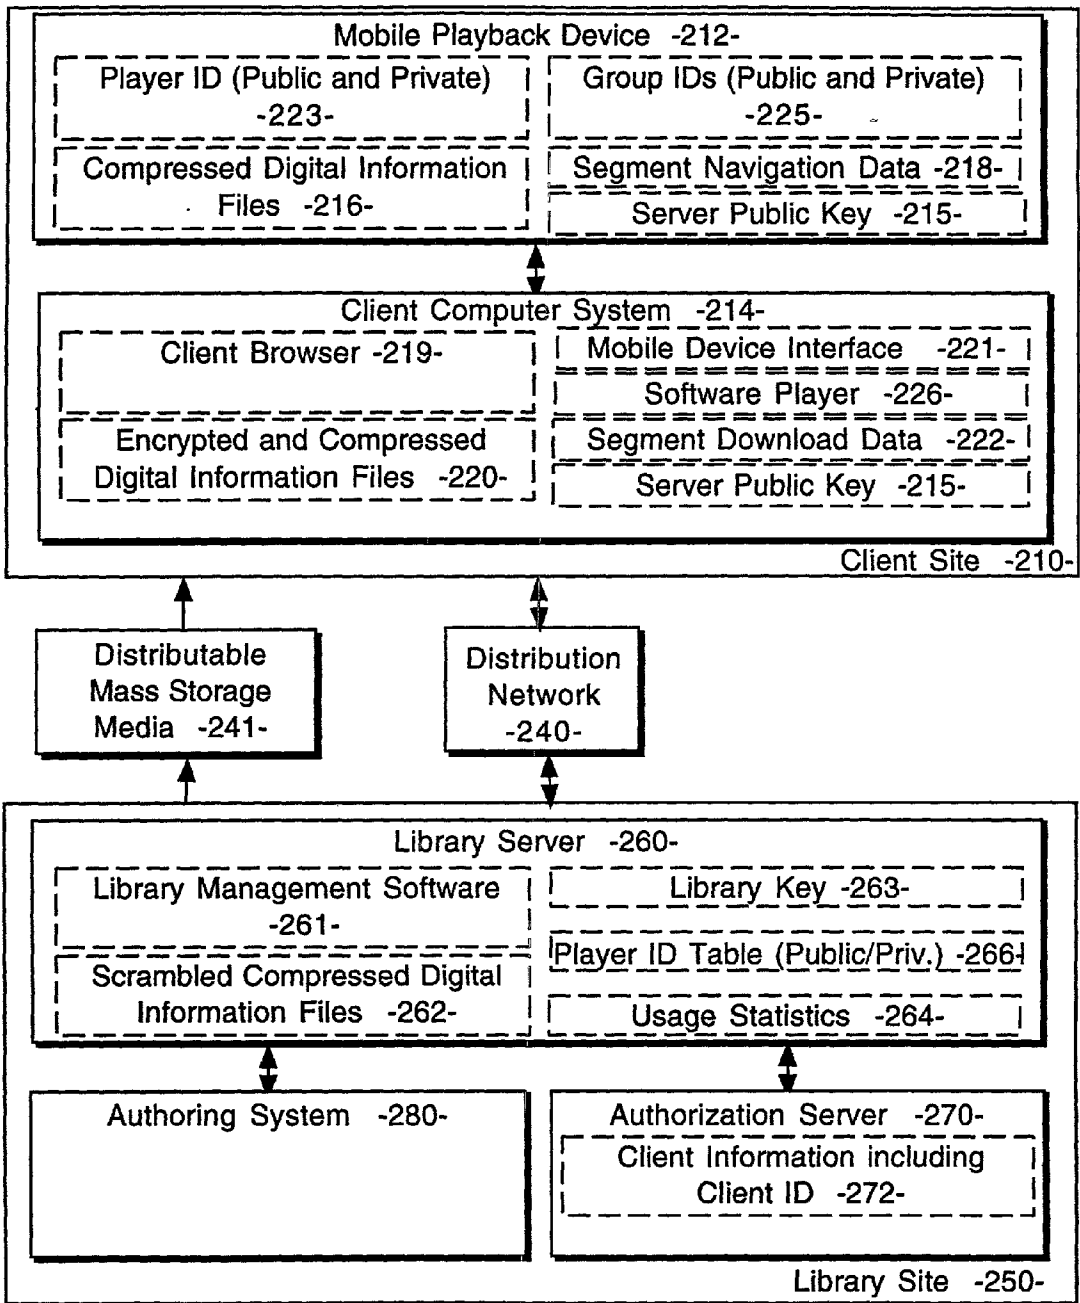 Mobile Playback Device -212-
Player ID (Public and Private)
-223-
Group IDs (Public and Private)
-225-
Compressed Digital Information
Files -216-
Segment Navigation Data -218-
Server Public Key -215-
Client Computer System -214-
Client Browser -219-
Mobile Device Interface -221-
Software Player -226-
Encrypted and Compressed
Digital Information Files -220-
Segment Download Data -222-
Server Public Key -215-
Client Site -210-
Distributable
Mass Storage
Media -241-
Distribution
Network
-240-
Library Server -260-
Library Management Software
-261-
Library Key -263-
Player ID Table (Public/Priv.) -266-
Scrambled Compressed Digital
Information Files -262-
Usage Statistics -264-
Authoring System -280-
Authorization Server -270-
Client Information including
Client ID -272-
Library Site -250-